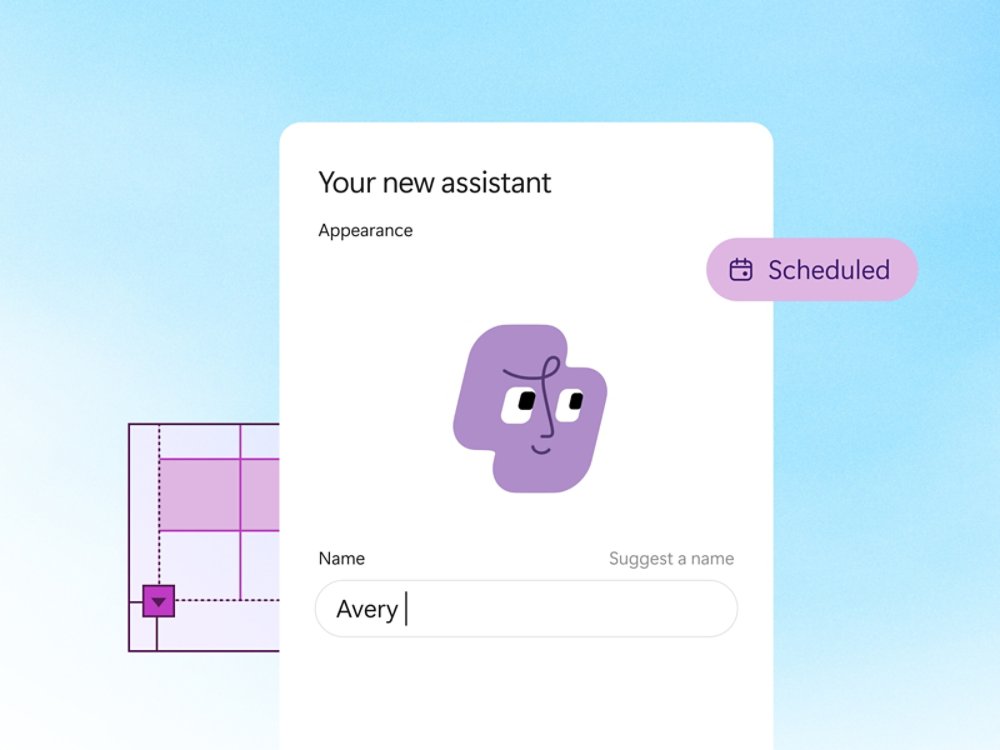 Your new assistant
Appearance
Scheduled
Name
Suggest a name
Avery